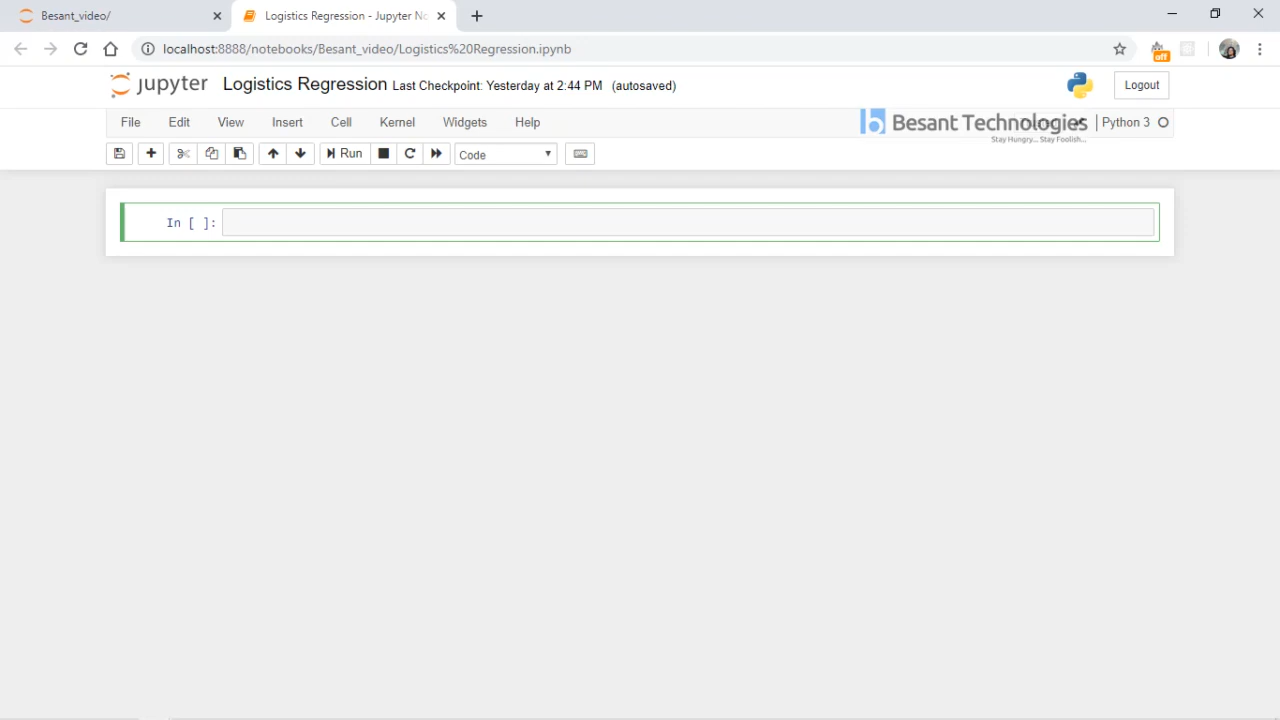 Besant_video/
Logistics Regression - Jupyter No
localhost:8888/notebooks/Besant_video/Logistics%20Regression.ipynb
off
jupyter Logistics Regression Last Checkpoint: Yesterday at 2:44 PM (autosaved)
Logout
File Edit View Insert Cell Kernel Widgets Help
Besant Technologies
Python 3
Stay Hungry... Stay Foolish...
Run
Code
In [ ]: